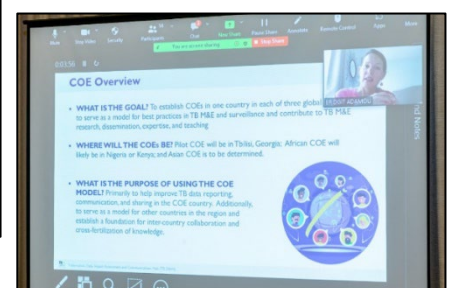 Mute
Stop Video
Security
Participants
Chat
New Share
Pause Share
Annotate
Remote Control
Apps
More
You are screen sharing
Stop Share
0:03:56
COE Overview
• WHAT IS THE GOAL? To establish COEs in one country in each of three global
to serve as a model for best practices in TB M&E and surveillance and contribute to TB M&E
research, dissemination, expertise, and teaching
• WHERE WILL THE COEs BE? Pilot COE will be in Tbilisi, Georgia; African COE will
likely be in Nigeria or Kenya; and Asian COE is to be determined.
• WHAT IS THE PURPOSE OF USING THE COE
MODEL? Primarily to help improve TB data reporting,
communication, and sharing in the COE country. Additionally,
to serve as a model for other countries in the region and
establish a foundation for inter-country collaboration and
cross-fertilization of knowledge.
Notes